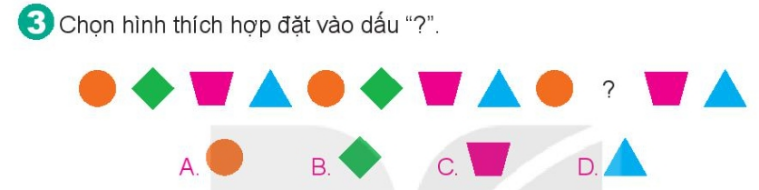 3 Chọn hình thích hợp đặt vào dấu “?”.
?
A. B. C. D.